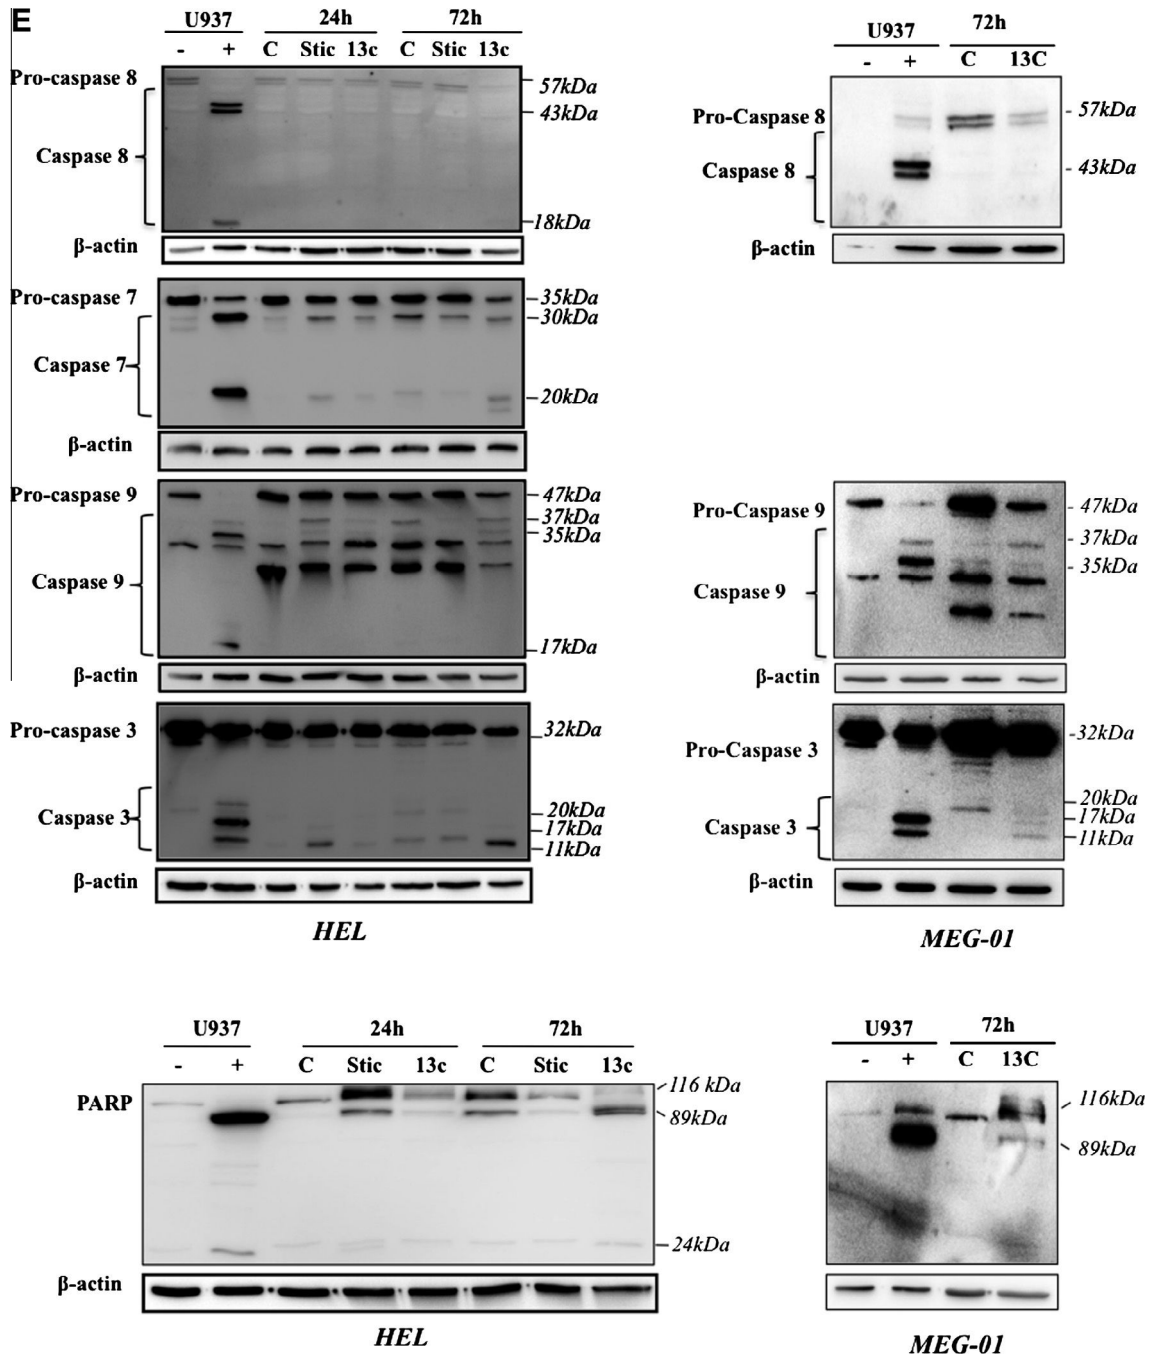 E
U937 24h 72h
- + C Stic 13c C Stic 13c
Pro-caspase 8
Caspase 8
57kDa
43kDa
18kDa
β-actin
Pro-caspase 7
Caspase 7
35kDa
30kDa
20kDa
β-actin
Pro-caspase 9
Caspase 9
47kDa
37kDa
35kDa
17kDa
β-actin
Pro-caspase 3
Caspase 3
32kDa
20kDa
17kDa
11kDa
β-actin
HEL
U937 72h
- + C 13C
Pro-Caspase 8
Caspase 8
57kDa
43kDa
β-actin
Pro-Caspase 9
Caspase 9
47kDa
37kDa
35kDa
β-actin
Pro-Caspase 3
Caspase 3
32kDa
20kDa
17kDa
11kDa
β-actin
MEG-01
U937 24h 72h
- + C Stic 13c C Stic 13c
PARP
116 kDa
89kDa
24kDa
β-actin
HEL
U937 72h
- + C 13C
116kDa
89kDa
MEG-01